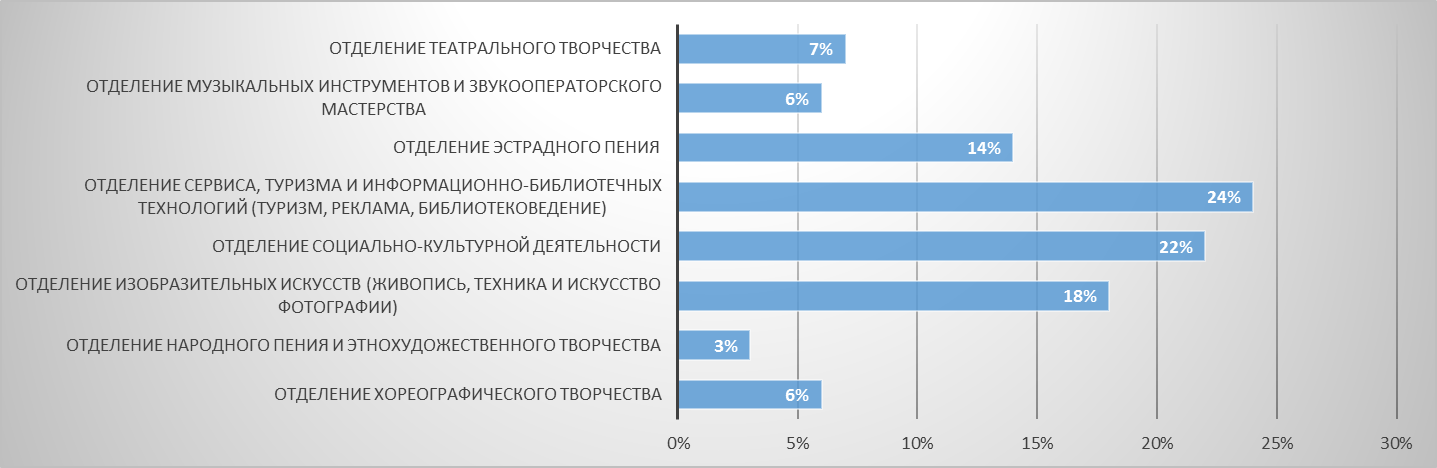 ОТДЕЛЕНИЕ ТЕАТРАЛЬНОГО ТВОРЧЕСТВА
7%
ОТДЕЛЕНИЕ МУЗЫКАЛЬНЫХ ИНСТРУМЕНТОВ И ЗВУКООПЕРАТОРСКОГО
МАСТЕРСТВА
6%
ОТДЕЛЕНИЕ ЭСТРАДНОГО ПЕНИЯ
14%
ОТДЕЛЕНИЕ СЕРВИСА, ТУРИЗМА И ИНФОРМАЦИОННО-БИБЛИОТЕЧНЫХ
ТЕХНОЛОГИЙ (ТУРИЗМ, РЕКЛАМА, БИБЛИОТЕКОВЕДЕНИЕ)
24%
ОТДЕЛЕНИЕ СОЦИАЛЬНО-КУЛЬТУРНОЙ ДЕЯТЕЛЬНОСТИ
22%
ОТДЕЛЕНИЕ ИЗОБРАЗИТЕЛЬНЫХ ИСКУССТВ (ЖИВОПИСЬ, ТЕХНИКА И ИСКУССТВО
ФОТОГРАФИИ)
18%
ОТДЕЛЕНИЕ НАРОДНОГО ПЕНИЯ И ЭТНОХУДОЖЕСТВЕННОГО ТВОРЧЕСТВА
3%
ОТДЕЛЕНИЕ ХОРЕОГРАФИЧЕСКОГО ТВОРЧЕСТВА
6%
0% 5% 10% 15% 20% 25% 30%